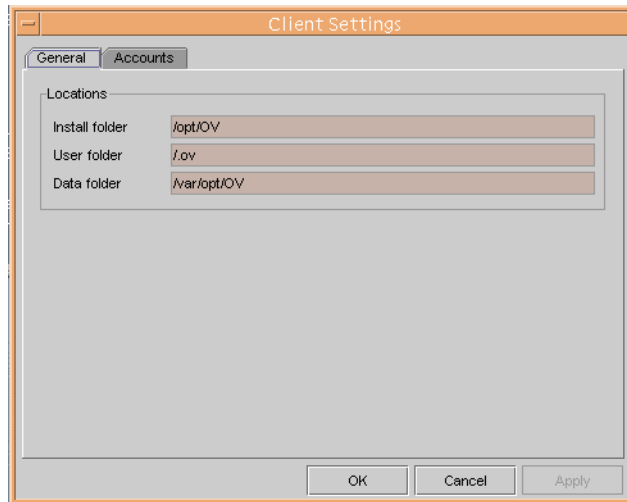 Client Settings
General Accounts
Locations
Install folder /opt/OV
User folder /.ov
Data folder /var/opt/OV
OK Cancel Apply